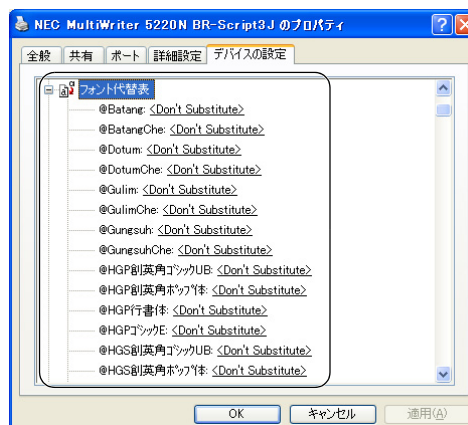 NEC MultiWriter 5220N BR-Script3J のプロパティ
全般 共有 ポート 詳細設定 デバイスの設定
フォント代替表
@Batang: <Don't Substitute>
@BatangChe: <Don't Substitute>
@Dotum: <Don't Substitute>
@DotumChe: <Don't Substitute>
@Gulim: <Don't Substitute>
@GulimChe: <Don't Substitute>
@Gungsuh: <Don't Substitute>
@GungsuhChe: <Don't Substitute>
@HGP創英角ゴシックUB: <Don't Substitute>
@HGP創英角ポップ体: <Don't Substitute>
@HGP行書体: <Don't Substitute>
@HGPゴシックE: <Don't Substitute>
@HGS創英角ゴシックUB: <Don't Substitute>
@HGS創英角ポップ体: <Don't Substitute>
OK キャンセル 適用(A)